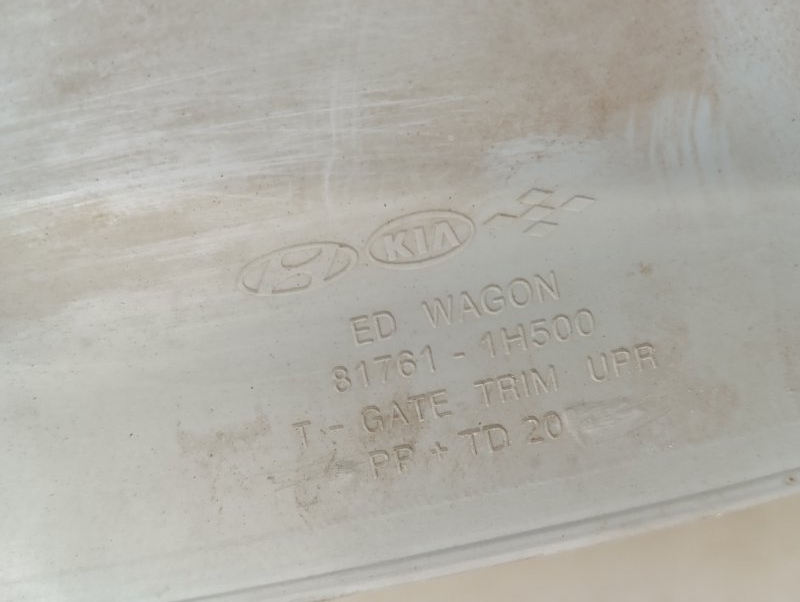 KIA
ED WAGON
81761 - 1H500
T - GATE TRIM UPR
PP + TD 20